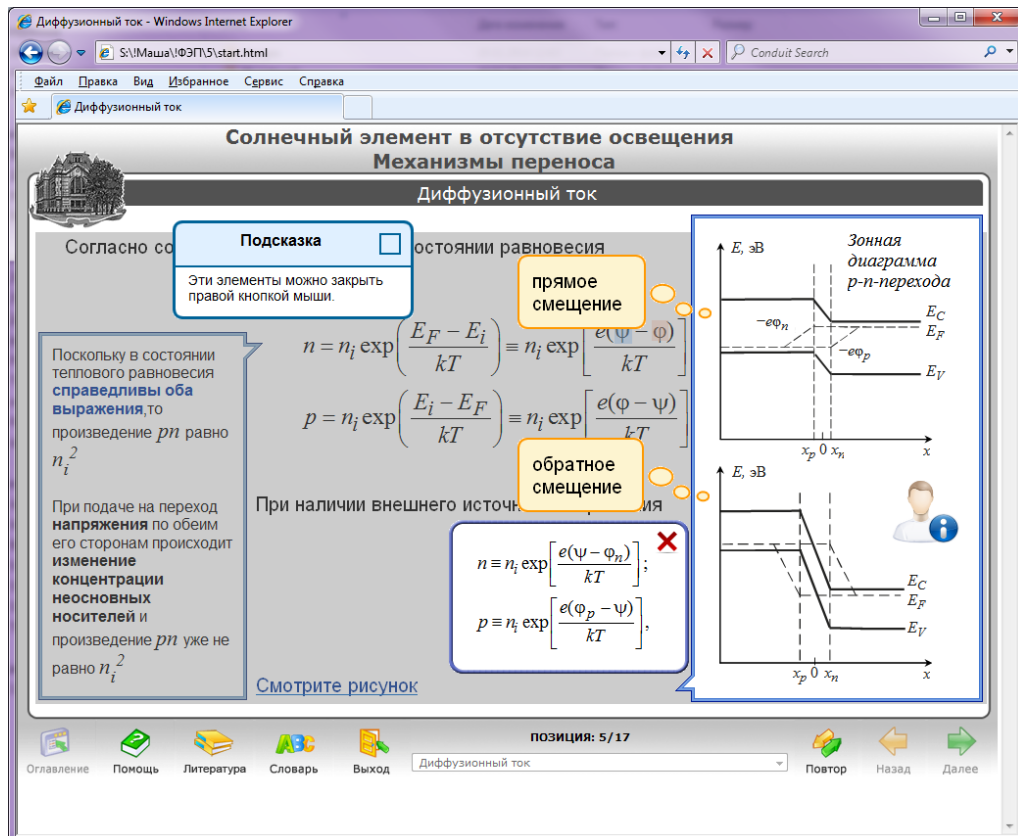 Диффузионный ток - Windows Internet Explorer
S:\!Маша\!ФЭП\5\start.html
Conduit Search
Файл Правка Вид Избранное Сервис Справка
Диффузионный ток
Солнечный элемент в отсутствие освещения
Механизмы переноса
Диффузионный ток
Согласно со
остоянии равновесия
Подсказка
Эти элементы можно закрыть
правой кнопкой мыши.
n = n_i exp((E_F − E_i)/kT) ≡ n_i exp[e(ψ − φ)/kT]
p = n_i exp((E_i − E_F)/kT) ≡ n_i exp[e(φ − ψ)/kT]
Поскольку в состоянии
теплового равновесия
справедливы оба
выражения,то
произведение pn равно
n_i^2
При подаче на переход
напряжения по обеим
его сторонам происходит
изменение
концентрации
неосновных
носителей и
произведение pn уже не
равно n_i^2
При наличии внешнего источн
ия
n ≡ n_i exp[e(ψ − φ_n)/kT];
p ≡ n_i exp[e(φ_p − ψ)/kT],
Смотрите рисунок
прямое
смещение
обратное
смещение
E, эВ
Зонная
диаграмма
p-n-перехода
−eφ_n
−eφ_p
E_C
E_F
E_V
x_p 0 x_n x
E, эВ
E_C
E_F
E_V
x_p 0 x_n x
ПОЗИЦИЯ: 5/17
Диффузионный ток
Оглавление Помощь Литература Словарь Выход Повтор Назад Далее